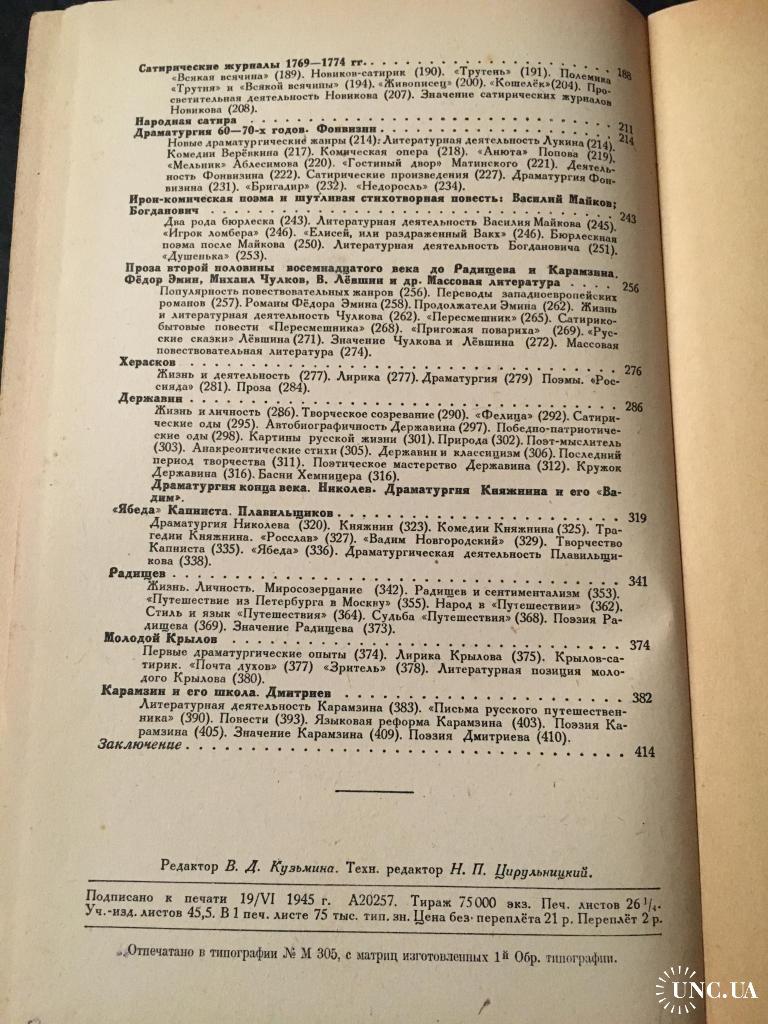 Сатирические журналы 1769—1774 гг. . . . . . . . . . . . . . . . . . 188
«Всякая всячина» (189). Новиков-сатирик (190). «Трутень» (191). Полемика
«Трутня» и «Всякой всячины» (194). «Живописец» (200). «Кошелёк»(204). Про-
светительная деятельность Новикова (207). Значение сатирических журналов
Новикова (208).
Народная сатира . . . . . . . . . . . . . . . . . . 211
Драматургия 60—70-х годов. Фонвизин . . . . . . . . . . . . . . . . . . 214
Новые драматургические жанры (214). Литературная деятельность Лукина (214).
Комедии Верёвкина (217). Комическая опера (218). «Анюта» Попова (219).
«Мельник» Аблесимова (220). «Гостиный двор» Матинского (221). Деятель-
ность Фонвизина (222). Сатирические произведения (227). Драматургия Фон-
визина (231). «Бригадир» (232). «Недоросль» (234).
Ирои-комическая поэма и шутливая стихотворная повесть: Василий Майков;
Богданович . . . . . . . . . . . . . . . . . . 243
Два рода бюрлеска (243). Литературная деятельность Василия Майкова (245).
«Игрок ломбера» (246). «Елисей, или раздраженный Вакх» (246). Бюрлескная
поэма после Майкова (250). Литературная деятельность Богдановича (251).
«Душенька» (253).
Проза второй половины восемнадцатого века до Радищева и Карамзина.
Фёдор Эмин, Михаил Чулков, В. Лёвшин и др. Массовая литература . . . . 256
Популярность повествовательных жанров (256). Переводы западноевропейских
романов (257). Романы Фёдора Эмина (258). Продолжатели Эмина (262). Жизнь
и литературная деятельность Чулкова (262). «Пересмешник» (265). Сатирико-
бытовые повести «Пересмешника» (268). «Пригожая повариха» (269). «Рус-
ские сказки» Лёвшина (271). Значение Чулкова и Лёвшина (272). Массовая
повествовательная литература (274).
Херасков . . . . . . . . . . . . . . . . . . 276
Жизнь и деятельность (277). Лирика (277). Драматургия (279) Поэмы. «Рос-
сияда» (281). Проза (284).
Державин . . . . . . . . . . . . . . . . . . 286
Жизнь и личность (286). Творческое созревание (290). «Фелица» (292). Сатири-
ческие оды (295). Автобиографичность Державина (297). Победно-патриотиче-
ские оды (298). Картины русской жизни (301). Природа (302). Поэт-мыслитель
(303). Анакреонтические стихи (305). Державин и классицизм (306). Последний
период творчества (311). Поэтическое мастерство Державина (312). Кружок
Державина (316). Басни Хемницера (316).
Драматургия конца века. Николев. Драматургия Княжнина и его «Ва-
дим».
«Ябеда» Капниста. Плавильщиков . . . . . . . . . . . . . . . . . . 319
Драматургия Николева (320). Княжнин (323). Комедии Княжнина (325). Тра-
гедии Княжнина. «Росслав» (327). «Вадим Новгородский» (329). Творчество
Капниста (335). «Ябеда» (336). Драматургическая деятельность Плавильщи-
кова (338).
Радищев . . . . . . . . . . . . . . . . . . 341
Жизнь. Личность. Миросозерцание (342). Радищев и сентиментализм (353).
«Путешествие из Петербурга в Москву» (355). Народ в «Путешествии» (362).
Стиль и язык «Путешествия» (364). Судьба «Путешествия» (368). Поэзия Ра-
дищева (369). Значение Радищева (373).
Молодой Крылов . . . . . . . . . . . . . . . . . . 374
Первые драматургические опыты (374). Лирика Крылова (375). Крылов-са-
тирик. «Почта духов» (377) «Зритель» (378). Литературная позиция моло-
дого Крылова (380).
Карамзин и его школа. Дмитриев . . . . . . . . . . . . . . . . . . 382
Литературная деятельность Карамзина (383). «Письма русского путешествен-
ника» (390). Повести (393). Языковая реформа Карамзина (403). Поэзия Ка-
рамзина (405). Значение Карамзина (409). Поэзия Дмитриева (410).
Заключение . . . . . . . . . . . . . . . . . . 414
Редактор В. Д. Кузьмина. Техн. редактор Н. П. Цирульницкий.
Подписано к печати 19/VI 1945 г. А20257. Тираж 75000 экз. Печ. листов 26 1/4.
Уч.-изд. листов 45,5. В 1 печ. листе 75 тыс. тип. зн. Цена без переплёта 21 р. Переплёт 2 р.
Отпечатано в типографии № М 305, с матриц изготовленных 1й Обр. типографии.
UNC.UA